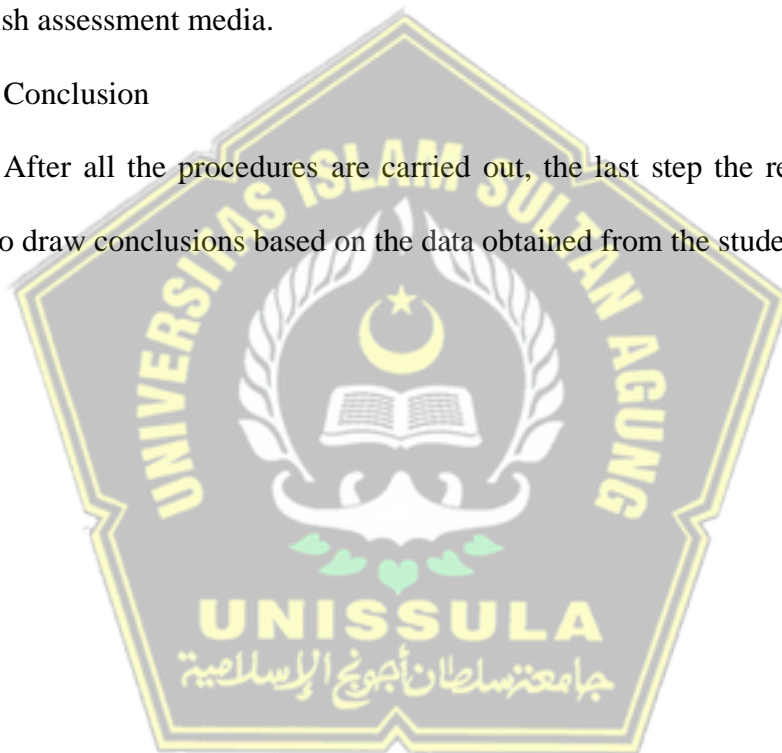 ish assessment media.
Conclusion
After all the procedures are carried out, the last step the re
o draw conclusions based on the data obtained from the stude
UNIVERSITAS ISLAM SULTAN AGUNG
UNISSULA
جامعة سلطان أجونج الإسلامية